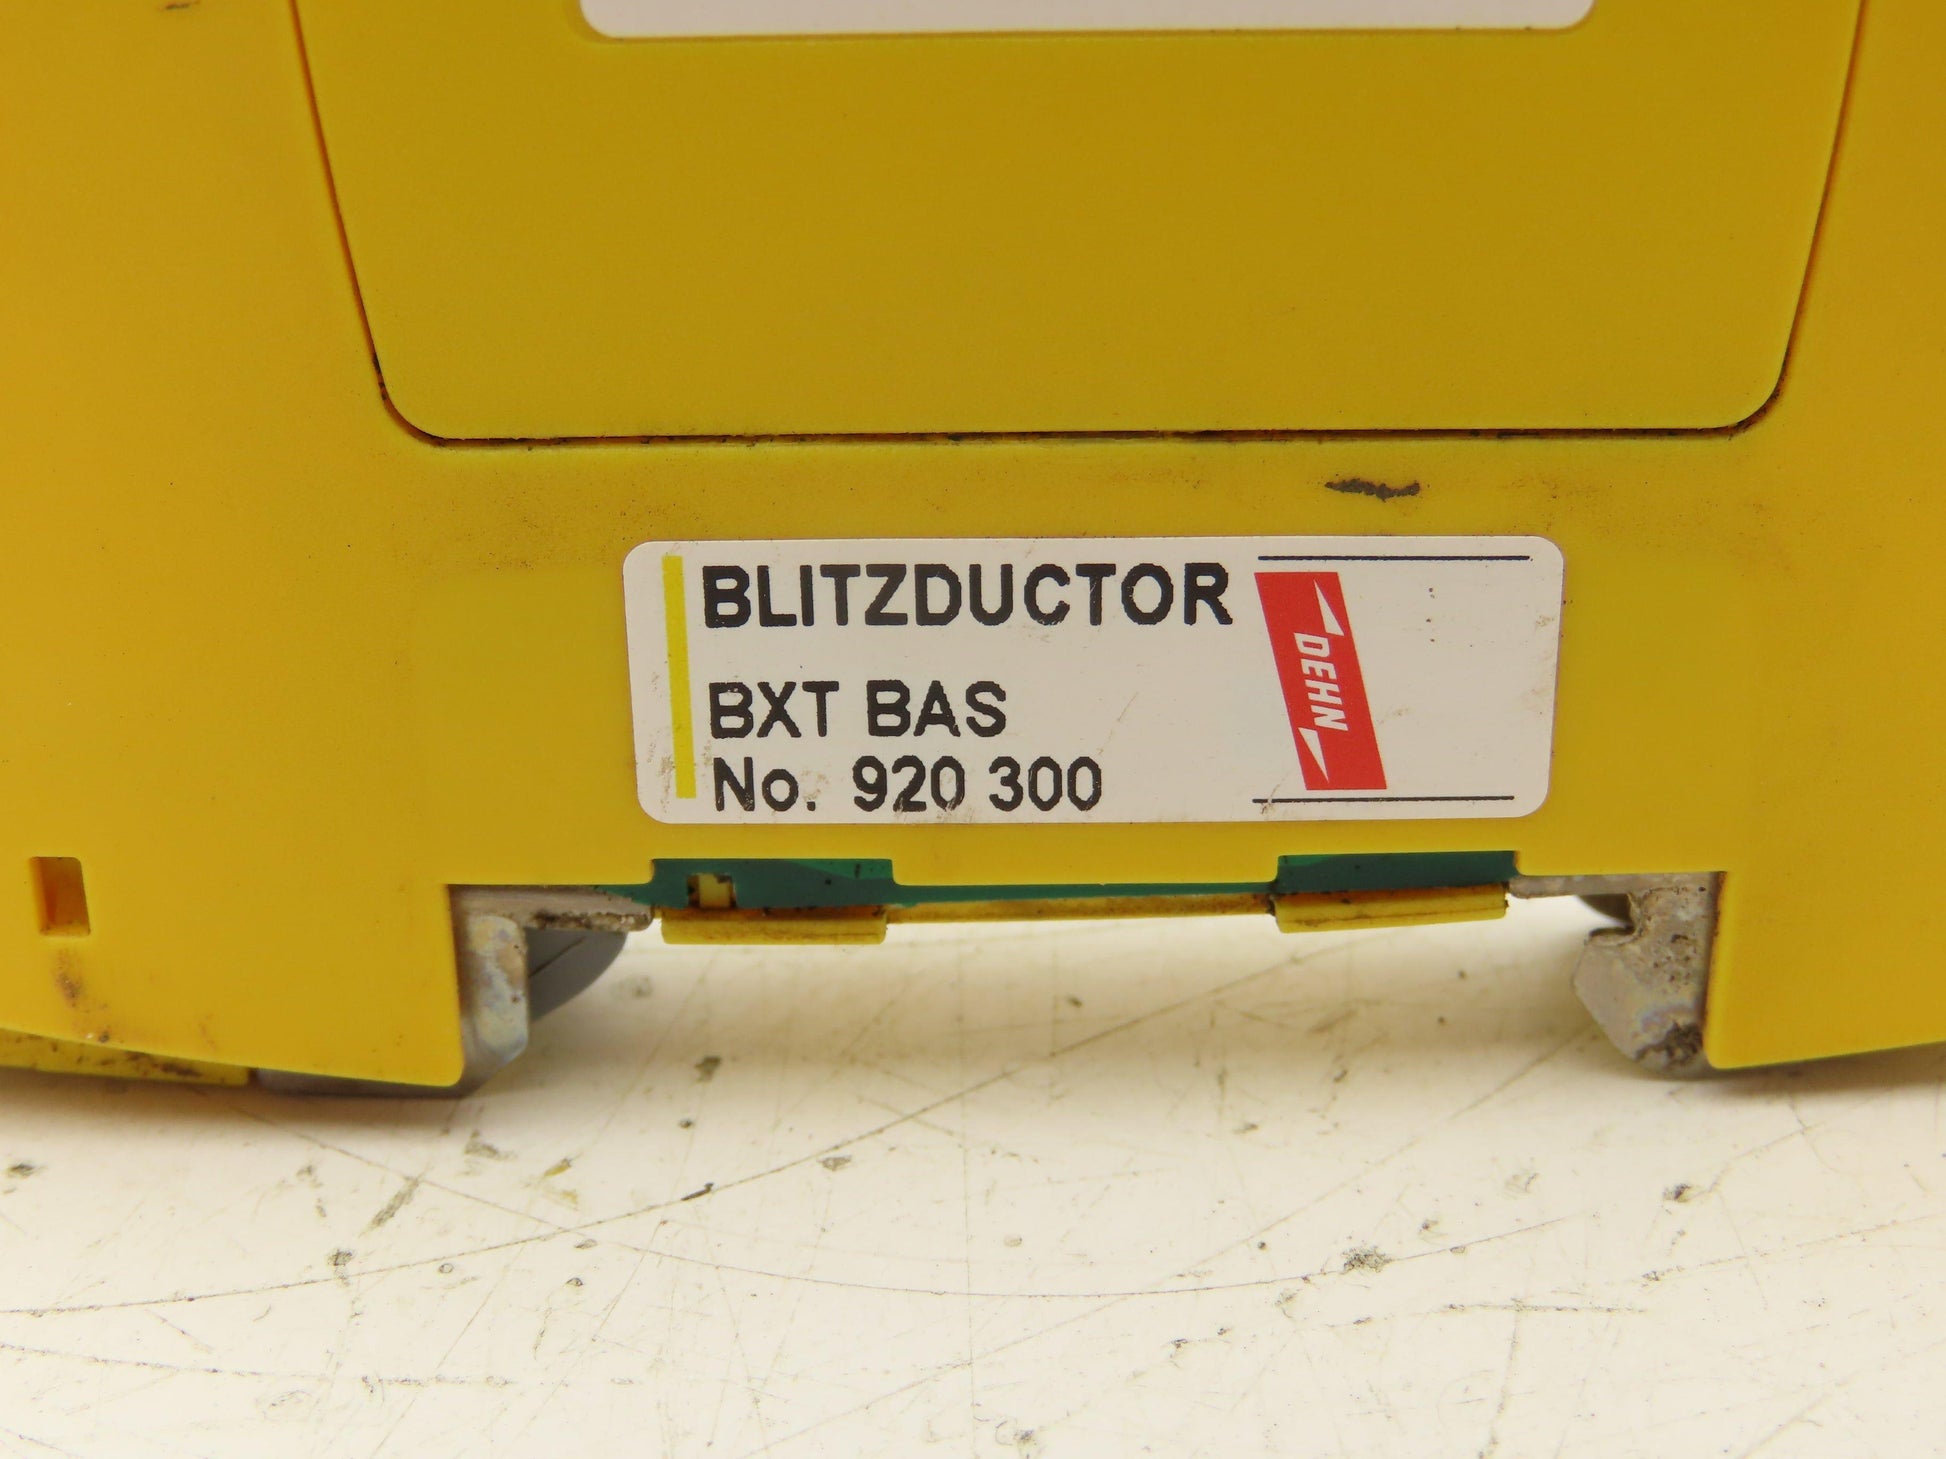 BLITZDUCTOR
BXT BAS
No. 920 300
DEHN